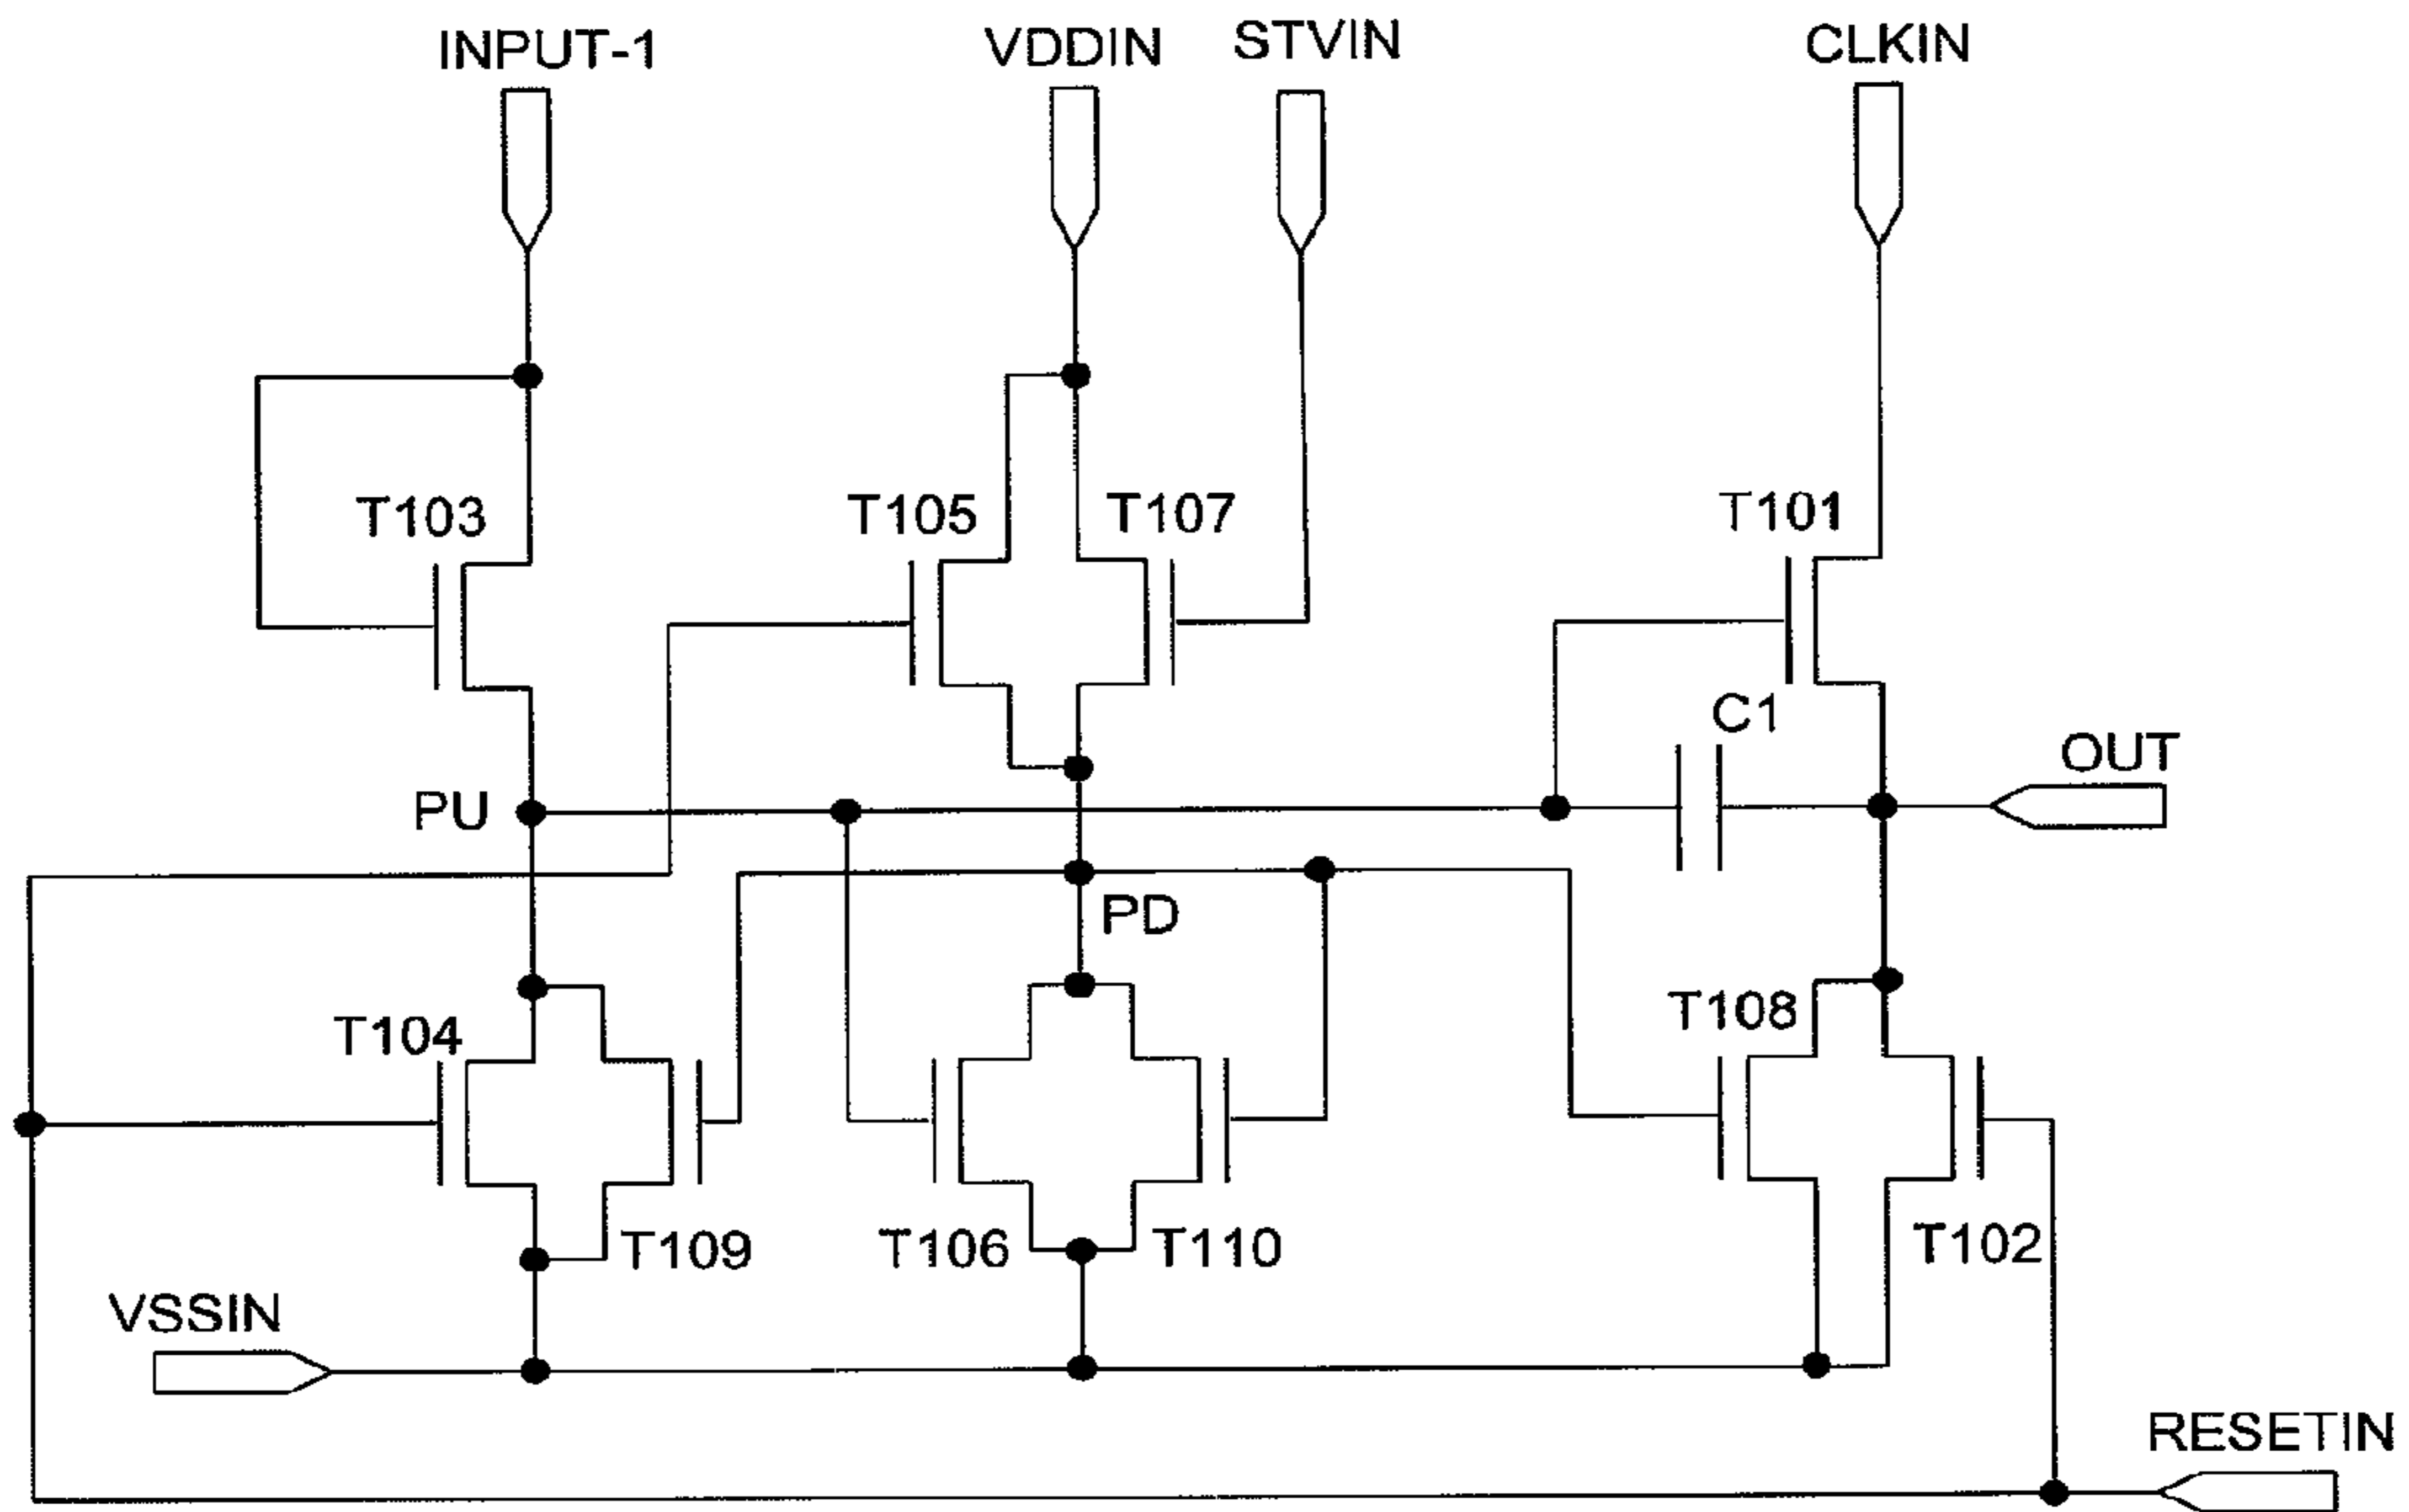 INPUT-1
VDDIN
STVIN
CLKIN
T103
T105
T107
T101
C1
OUT
PU
PD
T104
T108
T109
T106
T110
T102
VSSIN
RESETIN